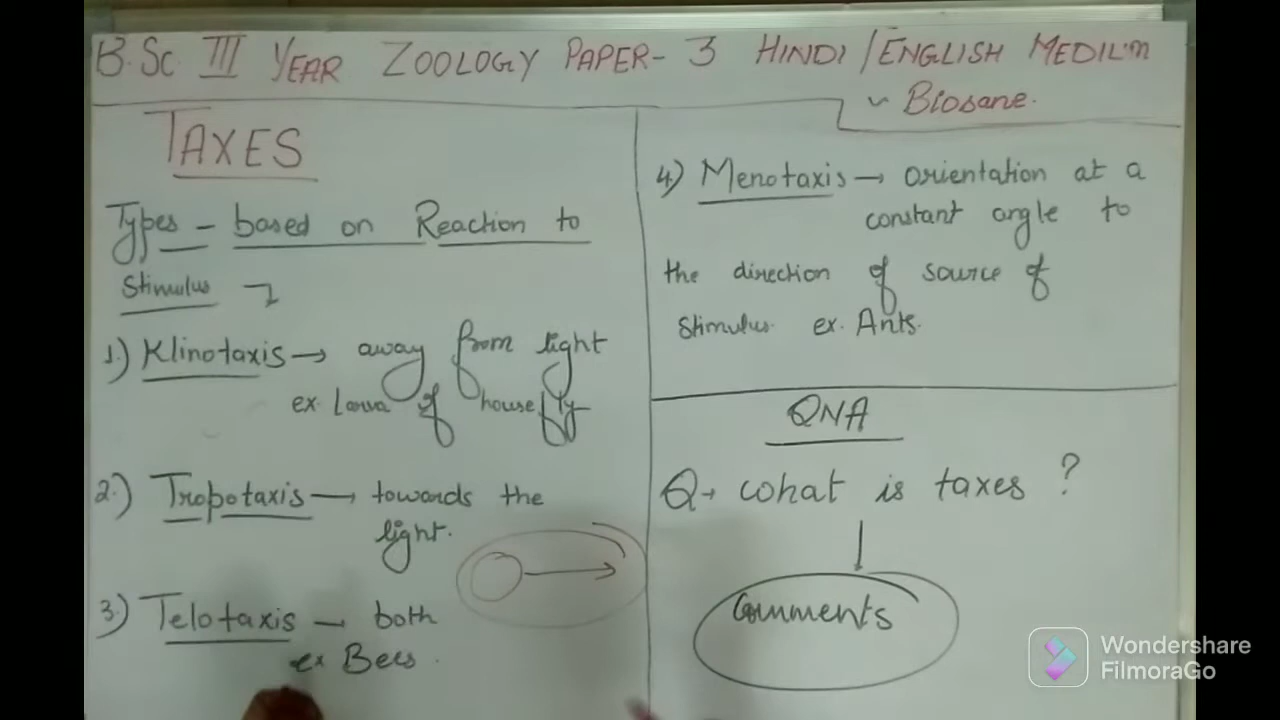 B.Sc III YEAR ZOOLOGY PAPER- 3 HINDI/ENGLISH MEDIUM
~ Biosane.
TAXES
Types - based on Reaction to
Stimulus
1.) Klinotaxis → away from light
ex. Larva of housefly
2.) Tropotaxis → towards the
light.
3.) Telotaxis → both
ex Bees.
4.) Menotaxis → orientation at a
constant angle to
the direction of source of
stimulus. ex. Ants.
QNA
Q → what is taxes ?
Comments
Wondershare
FilmoraGo